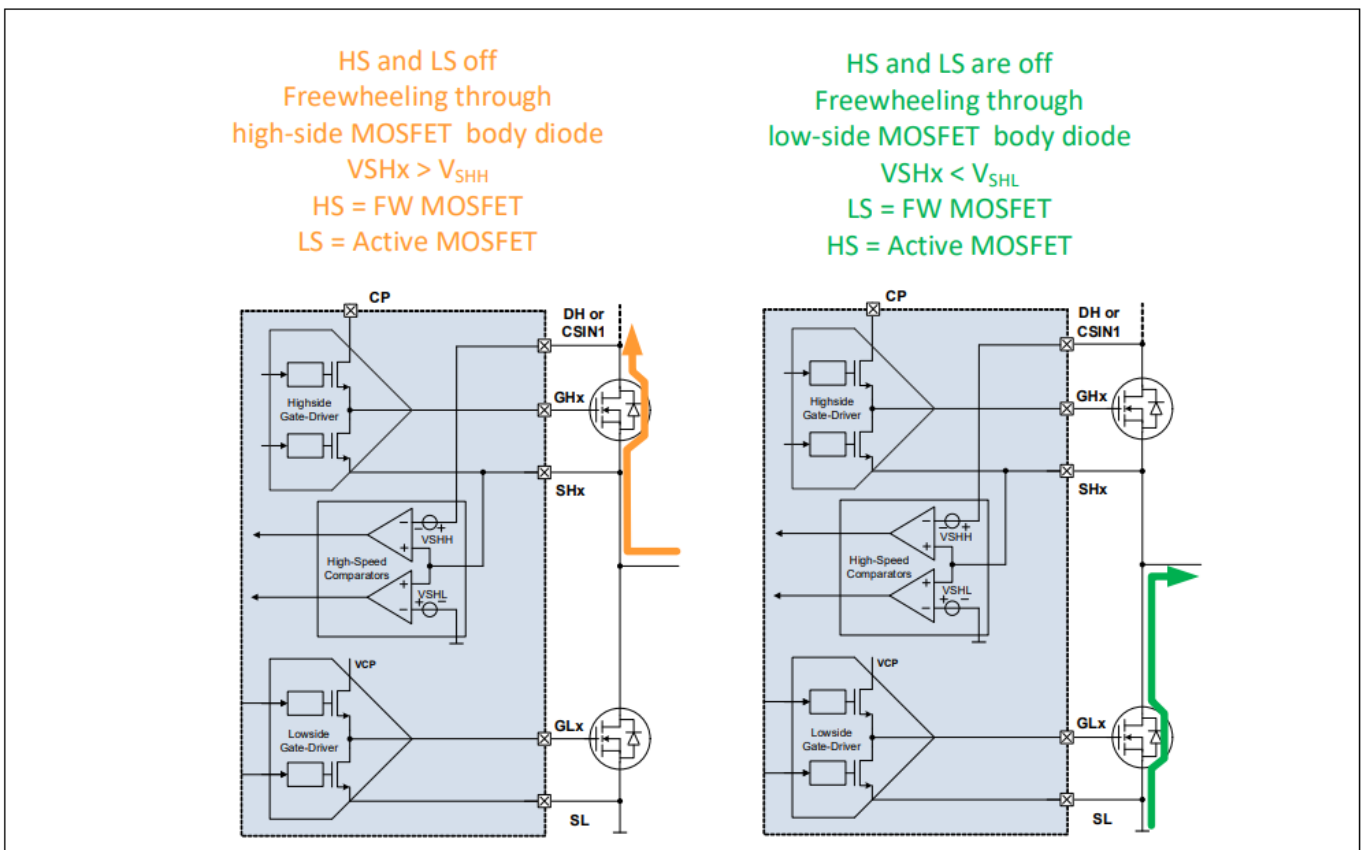 HS and LS off
Freewheeling through
high-side MOSFET body diode
VSHx > VSHH
HS = FW MOSFET
LS = Active MOSFET
CP
DH or
CSIN1
Highside
Gate-Driver
GHx
SHx
− +
VSHH
High-Speed
Comparators
VSHL
+ −
VCP
GLx
Lowside
Gate-Driver
SL
HS and LS are off
Freewheeling through
low-side MOSFET body diode
VSHx < VSHL
LS = FW MOSFET
HS = Active MOSFET
CP
DH or
CSIN1
Highside
Gate-Driver
GHx
SHx
− +
VSHH
High-Speed
Comparators
VSHL
+ −
VCP
GLx
Lowside
Gate-Driver
SL